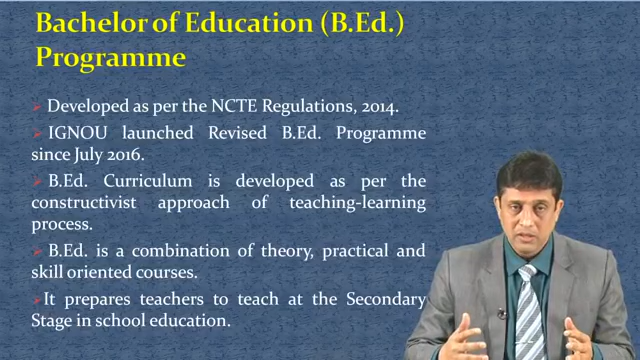 Bachelor of Education (B.Ed.)
Programme
Developed as per the NCTE Regulations, 2014.
IGNOU launched Revised B.Ed. Programme
since July 2016.
B.Ed. Curriculum is developed as per the
constructivist approach of teaching-learning
process.
B.Ed. is a combination of theory, practical and
skill oriented courses.
It prepares teachers to teach at the Secondary
Stage in school education.